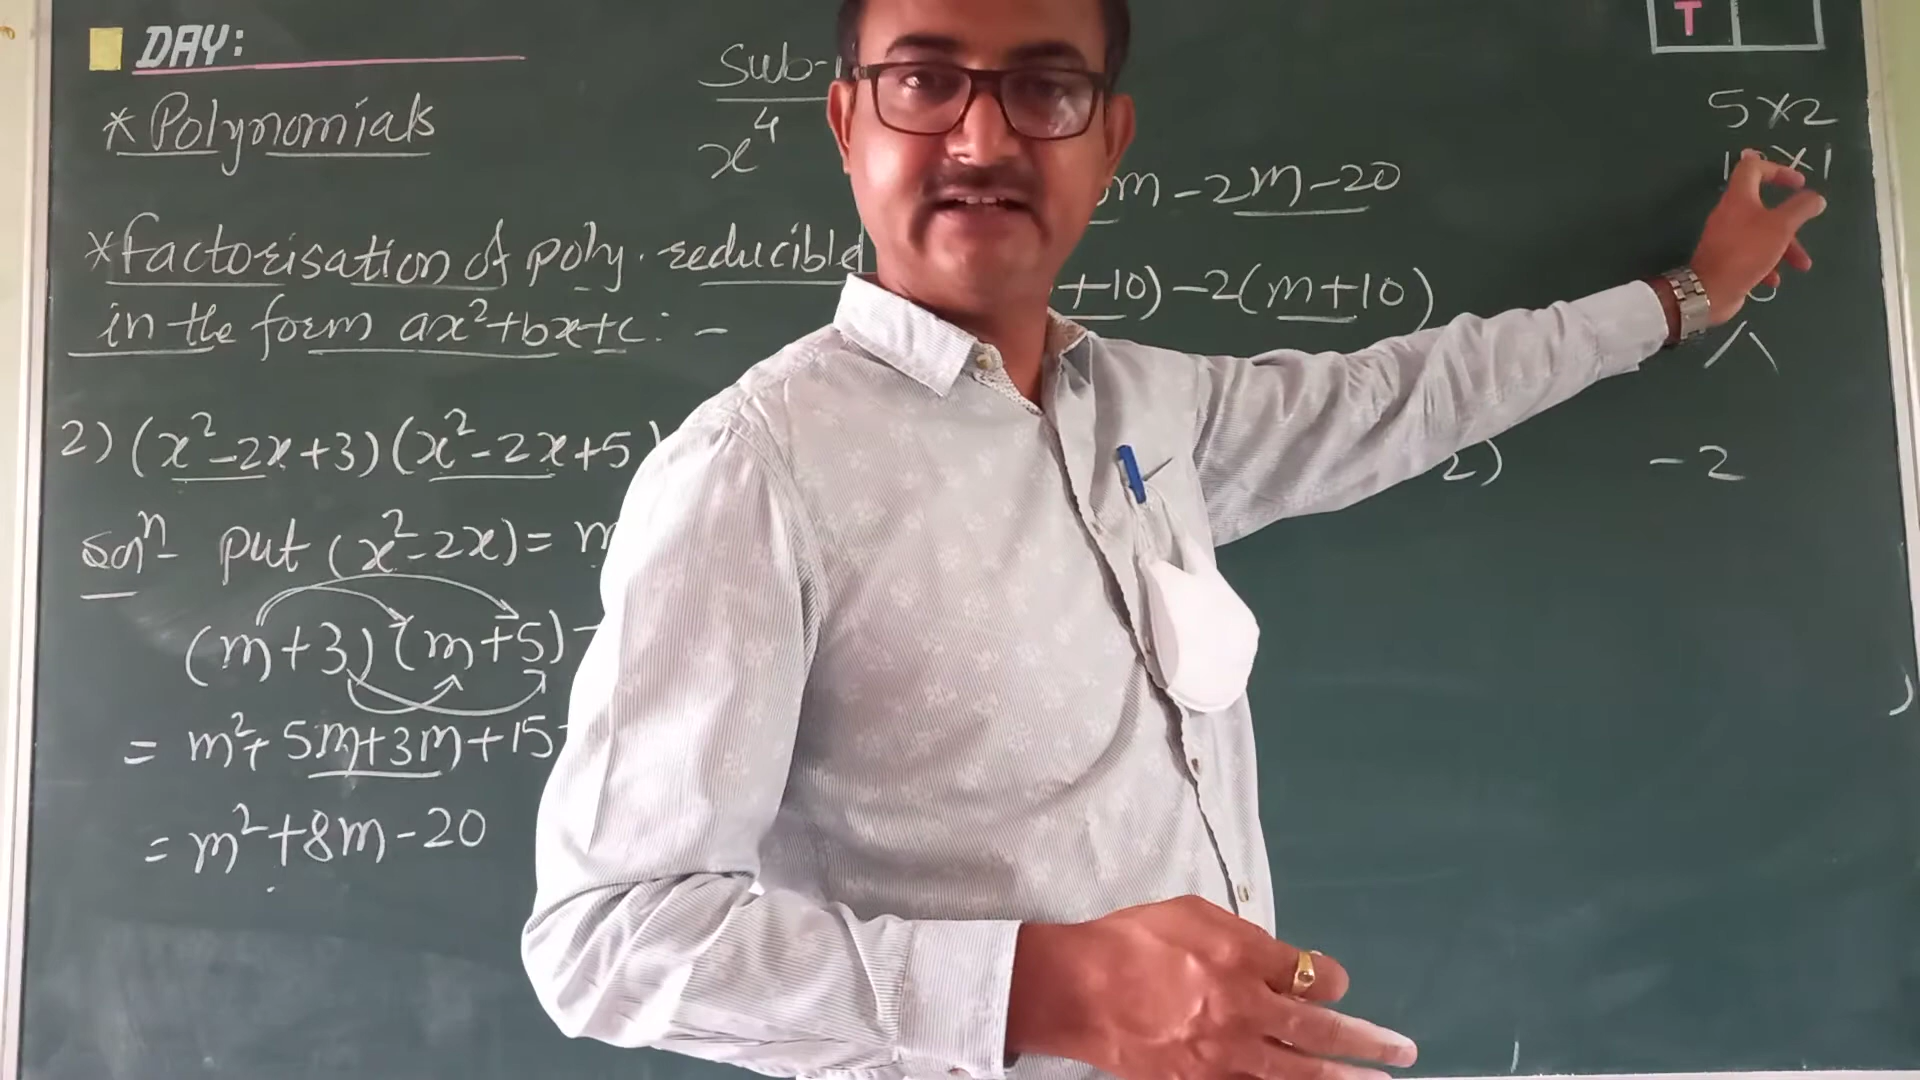 DAY:
* Polynomials
* Factorisation of poly. reducible
in the form ax²+bx+c: -
2) (x²-2x+3)(x²-2x+5)
Solⁿ- put (x²-2x)= m
(m+3)(m+5)-
= m²+5m+3m+15-
= m²+8m-20
Sub-
x⁴
m-2m-20
+10)-2(m+10)
2)
T
5x2
x1
-2